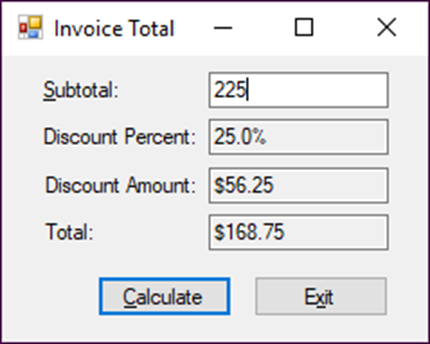 Invoice Total
Subtotal: 225
Discount Percent: 25.0%
Discount Amount: $56.25
Total: $168.75
Calculate Exit